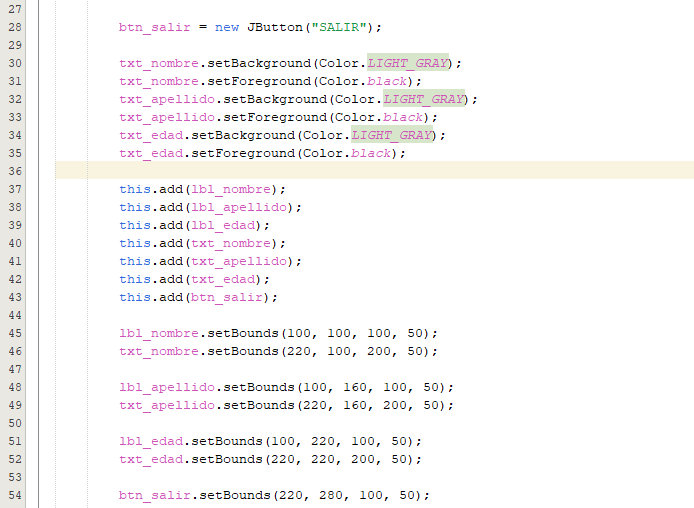 27
28 btn_salir = new JButton("SALIR");
29
30 txt_nombre.setBackground(Color.LIGHT_GRAY);
31 txt_nombre.setForeground(Color.black);
32 txt_apellido.setBackground(Color.LIGHT_GRAY);
33 txt_apellido.setForeground(Color.black);
34 txt_edad.setBackground(Color.LIGHT_GRAY);
35 txt_edad.setForeground(Color.black);
36
37 this.add(lbl_nombre);
38 this.add(lbl_apellido);
39 this.add(lbl_edad);
40 this.add(txt_nombre);
41 this.add(txt_apellido);
42 this.add(txt_edad);
43 this.add(btn_salir);
44
45 lbl_nombre.setBounds(100, 100, 100, 50);
46 txt_nombre.setBounds(220, 100, 200, 50);
47
48 lbl_apellido.setBounds(100, 160, 100, 50);
49 txt_apellido.setBounds(220, 160, 200, 50);
50
51 lbl_edad.setBounds(100, 220, 100, 50);
52 txt_edad.setBounds(220, 220, 200, 50);
53
54 btn_salir.setBounds(220, 280, 100, 50);